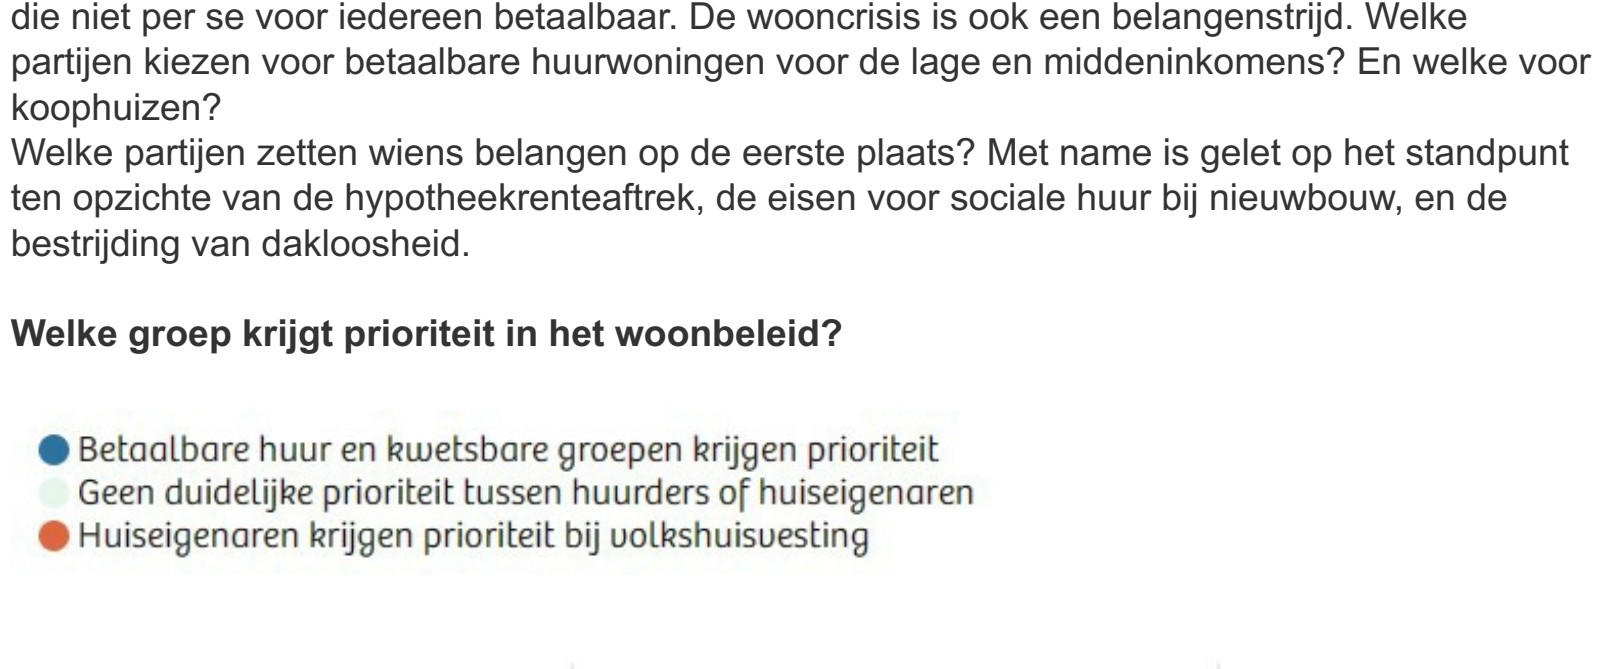 die niet per se voor iedereen betaalbaar. De wooncrisis is ook een belangenstrijd. Welke
partijen kiezen voor betaalbare huurwoningen voor de lage en middeninkomens? En welke voor
koophuizen?
Welke partijen zetten wiens belangen op de eerste plaats? Met name is gelet op het standpunt
ten opzichte van de hypotheekrenteaftrek, de eisen voor sociale huur bij nieuwbouw, en de
bestrijding van dakloosheid.
Welke groep krijgt prioriteit in het woonbeleid?
Betaalbare huur en kwetsbare groepen krijgen prioriteit
Geen duidelijke prioriteit tussen huurders of huiseigenaren
Huiseigenaren krijgen prioriteit bij volkshuisvesting